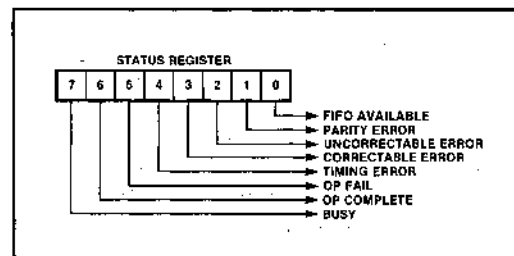 STATUS REGISTER
7 6 5 4 3 2 1 0
FIFO AVAILABLE
PARITY ERROR
UNCORRECTABLE ERROR
CORRECTABLE ERROR
TIMING ERROR
OP FAIL
OP COMPLETE
BUSY